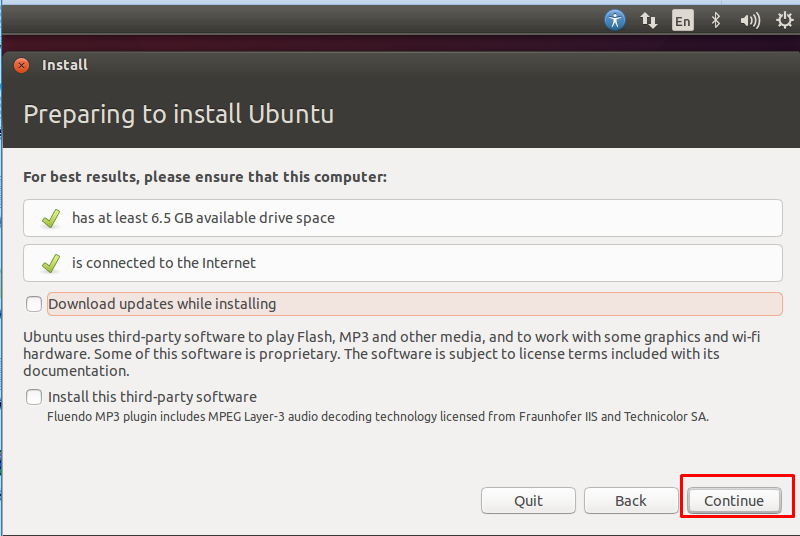 En
Install
Preparing to install Ubuntu
For best results, please ensure that this computer:
has at least 6.5 GB available drive space
is connected to the Internet
Download updates while installing
Ubuntu uses third-party software to play Flash, MP3 and other media, and to work with some graphics and wi-fi
hardware. Some of this software is proprietary. The software is subject to license terms included with its
documentation.
Install this third-party software
Fluendo MP3 plugin includes MPEG Layer-3 audio decoding technology licensed from Fraunhofer IIS and Technicolor SA.
Quit Back Continue